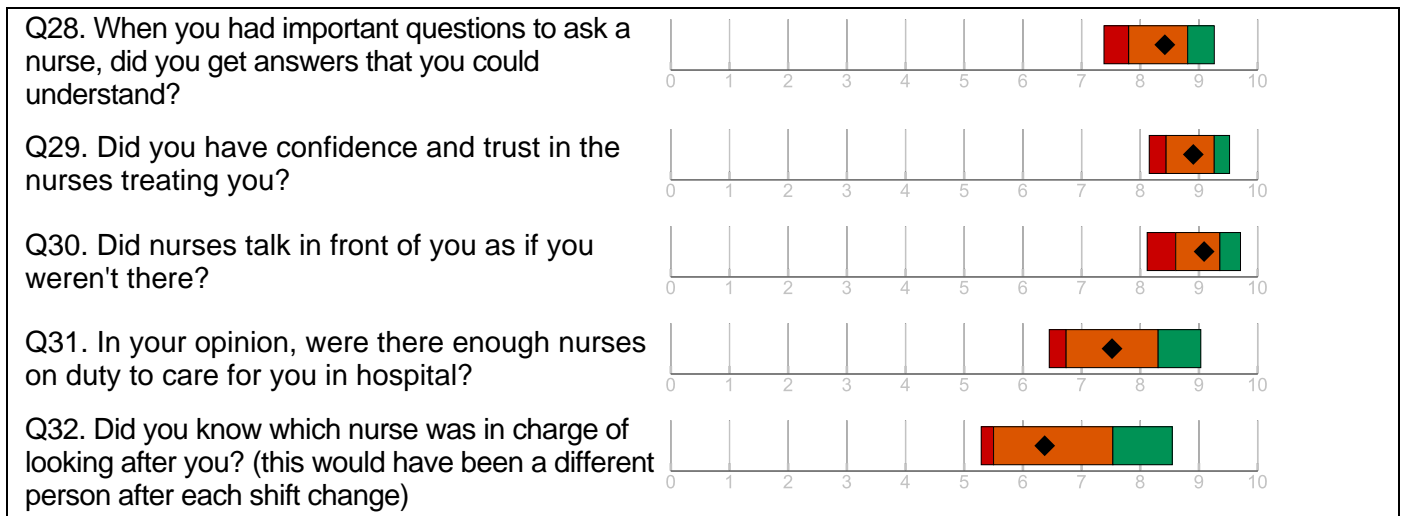 Q28. When you had important questions to ask a
nurse, did you get answers that you could
understand?
0 1 2 3 4 5 6 7 8 9 10
Q29. Did you have confidence and trust in the
nurses treating you?
0 1 2 3 4 5 6 7 8 9 10
Q30. Did nurses talk in front of you as if you
weren't there?
0 1 2 3 4 5 6 7 8 9 10
Q31. In your opinion, were there enough nurses
on duty to care for you in hospital?
0 1 2 3 4 5 6 7 8 9 10
Q32. Did you know which nurse was in charge of
looking after you? (this would have been a different
person after each shift change)
0 1 2 3 4 5 6 7 8 9 10